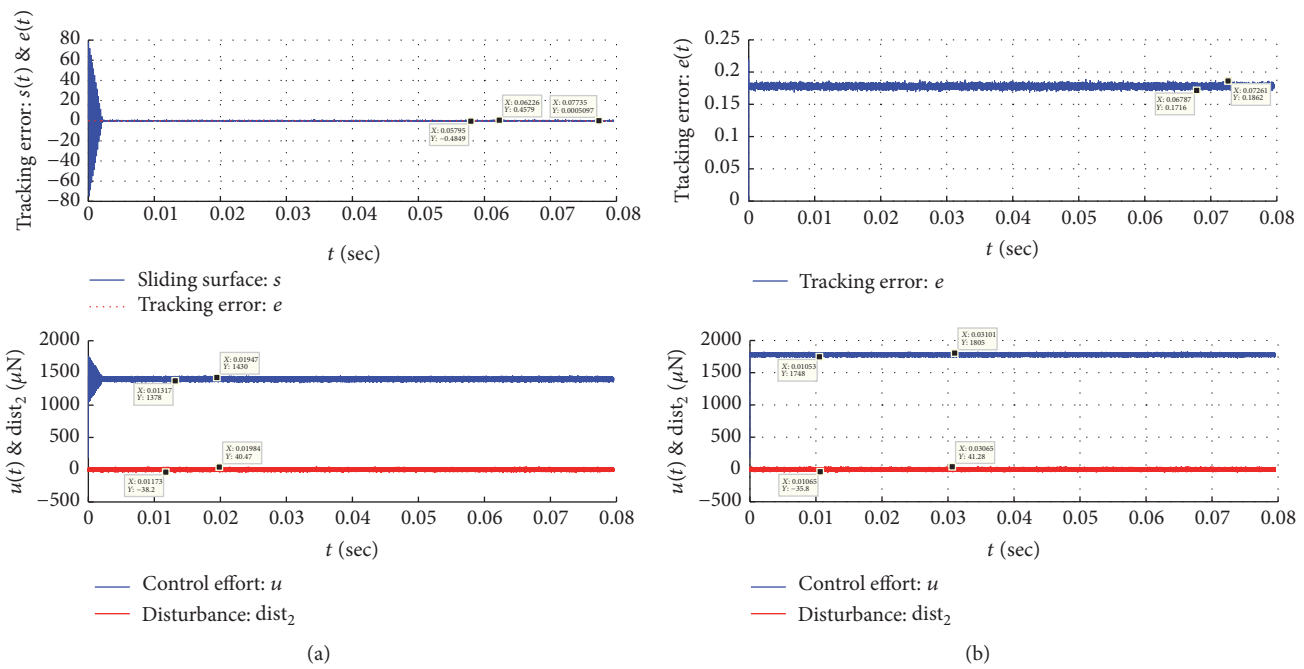 Tracking error: s(t) & e(t)
80
60
40
20
0
−20
−40
−60
−80
X: 0.05795
Y: −0.4849
X: 0.06226
Y: 0.4579
X: 0.07735
Y: 0.0005097
0 0.01 0.02 0.03 0.04 0.05 0.06 0.07 0.08
t (sec)
Sliding surface: s
Tracking error: e
u(t) & dist₂ (μN)
2000
1500
1000
500
0
−500
X: 0.01317
Y: 1378
X: 0.01947
Y: 1430
X: 0.01173
Y: −38.2
X: 0.01984
Y: 40.47
0 0.01 0.02 0.03 0.04 0.05 0.06 0.07 0.08
t (sec)
Control effort: u
Disturbance: dist₂
(a)
Ttacking error: e(t)
0.25
0.2
0.15
0.1
0.05
0
X: 0.06787
Y: 0.1716
X: 0.07261
Y: 0.1862
0 0.01 0.02 0.03 0.04 0.05 0.06 0.07 0.08
t (sec)
Tracking error: e
u(t) & dist₂ (μN)
2000
1500
1000
500
0
−500
X: 0.01053
Y: 1748
X: 0.03101
Y: 1805
X: 0.01065
Y: −35.8
X: 0.03065
Y: 41.28
0 0.01 0.02 0.03 0.04 0.05 0.06 0.07 0.08
t (sec)
Control effort: u
Disturbance: dist₂
(b)